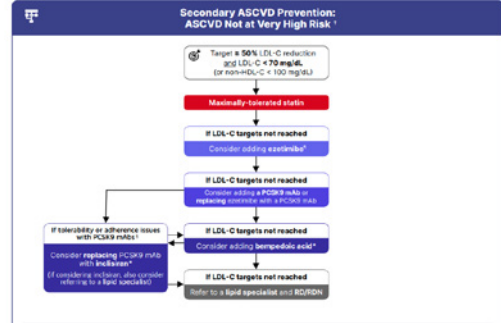 Secondary ASCVD Prevention:
ASCVD Not at Very High Risk †
Target ≥ 50% LDL-C reduction
and LDL-C < 70 mg/dL
(or non-HDL-C < 100 mg/dL)
Maximally-tolerated statin
If LDL-C targets not reached
Consider adding ezetimibe
If LDL-C targets not reached
Consider adding a PCSK9 mAb or
replacing ezetimibe with a PCSK9 mAb
If tolerability or adherence issues
with PCSK9 mAbs
Consider replacing PCSK9 mAb
with inclisiran
(If considering inclisiran, also consider
referring to a lipid specialist)
If LDL-C targets not reached
Consider adding bempedoic acid
If LDL-C targets not reached
Refer to a lipid specialist and RD/RDN